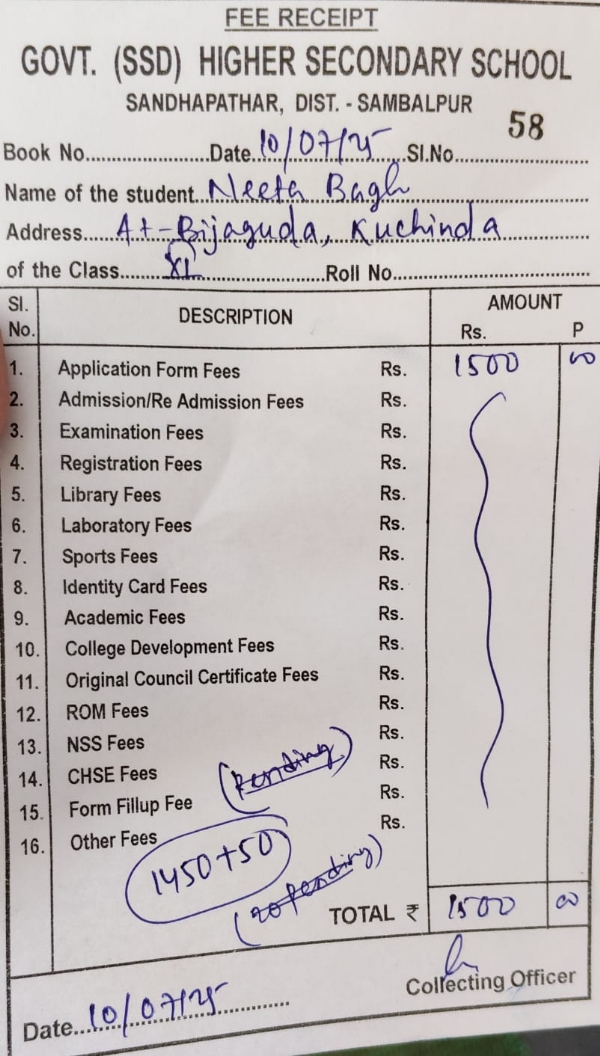 FEE RECEIPT
GOVT. (SSD) HIGHER SECONDARY SCHOOL
SANDHAPATHAR, DIST. - SAMBALPUR
58
Book No.....................Date 10/07/25 SI.No.......................
Name of the student Neeta Bagh
Address At-Bijaguda, Kuchinda
of the Class XI Roll No...................................
SI. No. DESCRIPTION AMOUNT
Rs. P
1. Application Form Fees Rs. 1500 00
2. Admission/Re Admission Fees Rs.
3. Examination Fees Rs.
4. Registration Fees Rs.
5. Library Fees Rs.
6. Laboratory Fees Rs.
7. Sports Fees Rs.
8. Identity Card Fees Rs.
9. Academic Fees Rs.
10. College Development Fees Rs.
11. Original Council Certificate Fees Rs.
12. ROM Fees Rs.
13. NSS Fees Rs.
14. CHSE Fees Rs.
(Pending)
15. Form Fillup Fee Rs.
16. Other Fees Rs.
1450+50
(20 Pending)
TOTAL ₹ 1500 00
Collecting Officer
Date 10/07/25